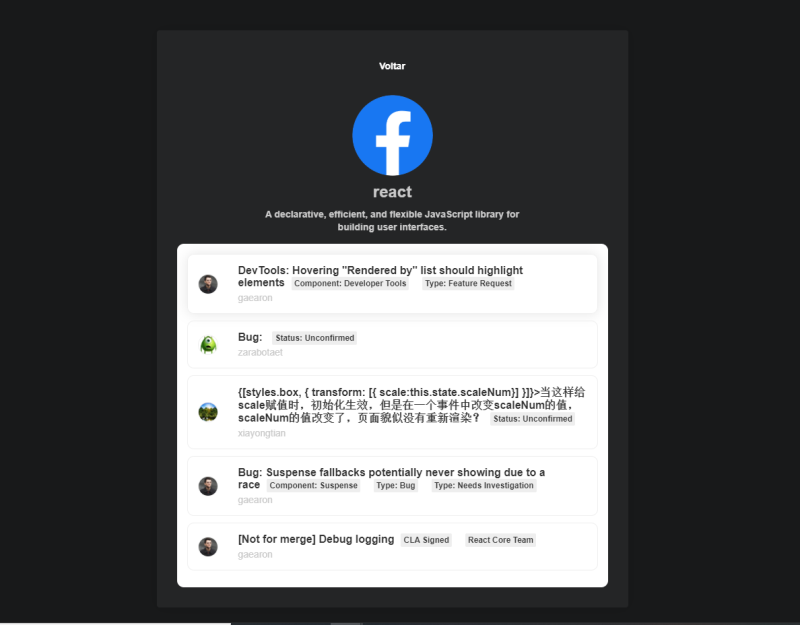 Voltar
react
A declarative, efficient, and flexible JavaScript library for
building user interfaces.
DevTools: Hovering "Rendered by" list should highlight
elements Component: Developer Tools Type: Feature Request
gaearon
Bug: Status: Unconfirmed
zarabotaet
{[styles.box, { transform: [{ scale:this.state.scaleNum}] }]}>当这样给
scale赋值时，初始化生效，但是在一个事件中改变scaleNum的值，
scaleNum的值改变了，页面貌似没有重新渲染？ Status: Unconfirmed
xiayongtian
Bug: Suspense fallbacks potentially never showing due to a
race Component: Suspense Type: Bug Type: Needs Investigation
gaearon
[Not for merge] Debug logging CLA Signed React Core Team
gaearon